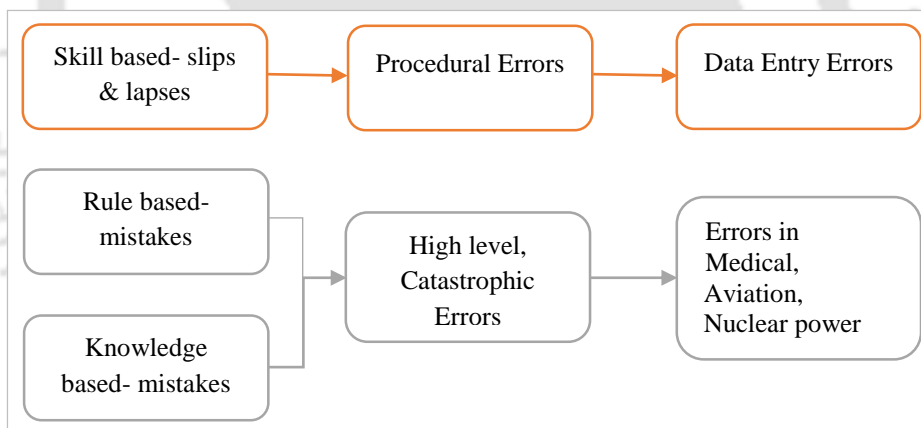 Skill based- slips
& lapses
Procedural Errors
Data Entry Errors
Rule based-
mistakes
Knowledge
based- mistakes
High level,
Catastrophic
Errors
Errors in
Medical,
Aviation,
Nuclear power